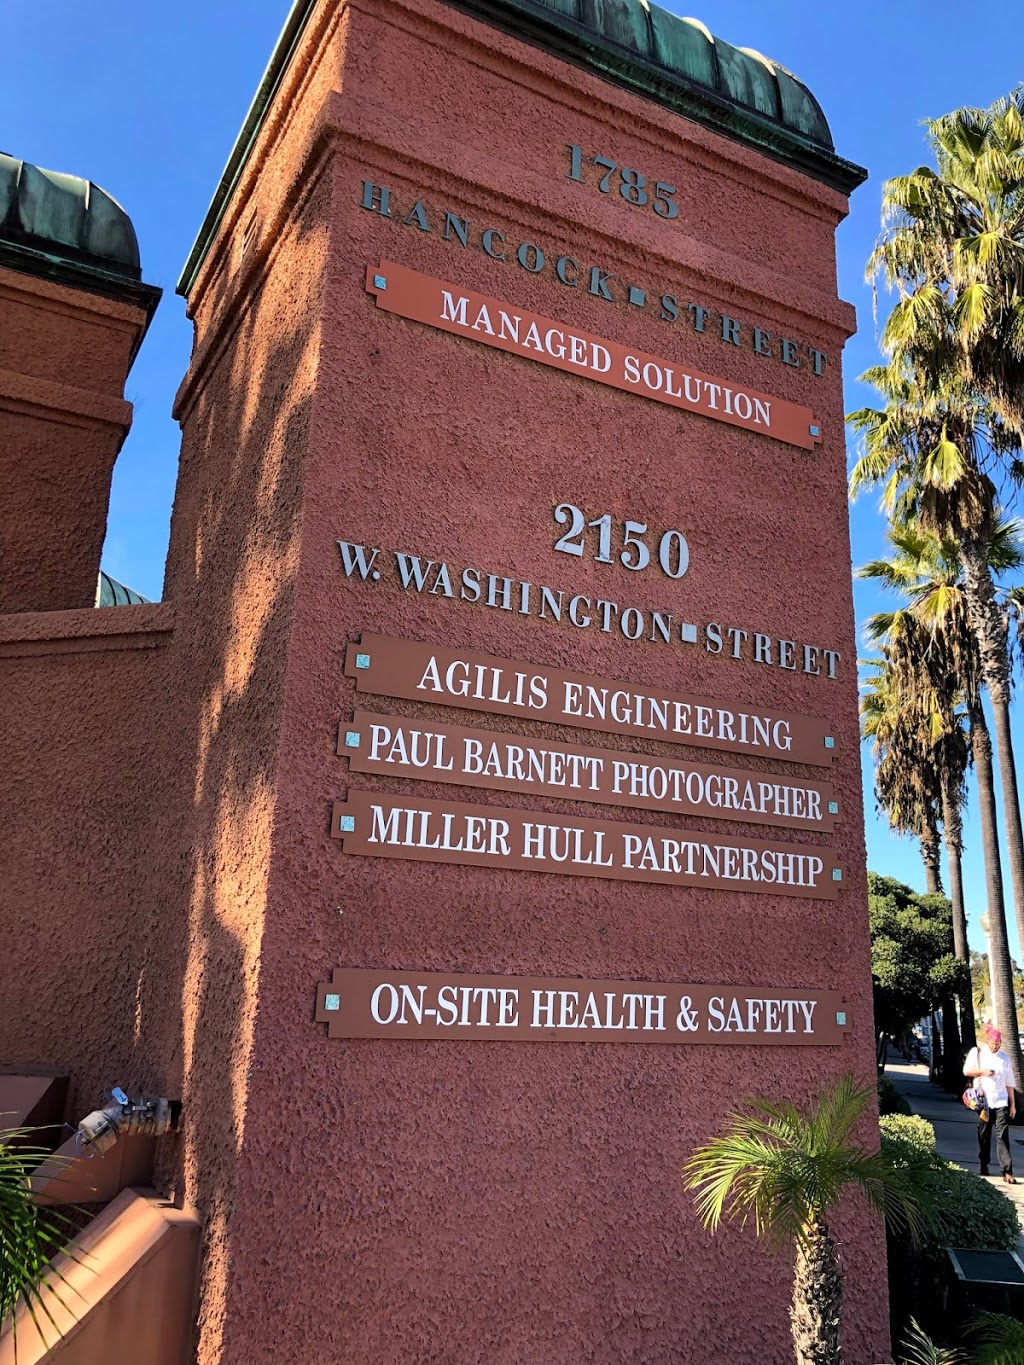 1785
HANCOCK STREET
MANAGED SOLUTION
2150
W. WASHINGTON STREET
AGILIS ENGINEERING
PAUL BARNETT PHOTOGRAPHER
MILLER HULL PARTNERSHIP
ON-SITE HEALTH & SAFETY